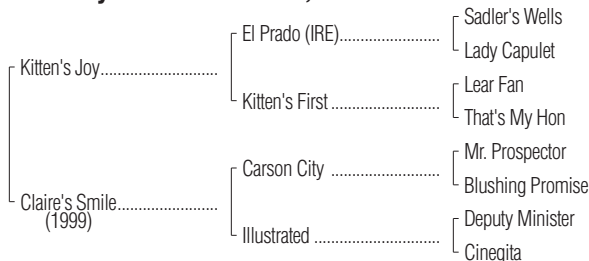 Sadler's Wells
El Prado (IRE)....................
Lady Capulet
Kitten's Joy........................
Lear Fan
Kitten's First ......................
That's My Hon
Mr. Prospector
Carson City ......................
Blushing Promise
Claire's Smile....................
(1999)
Deputy Minister
Illustrated .........................
Cinegita